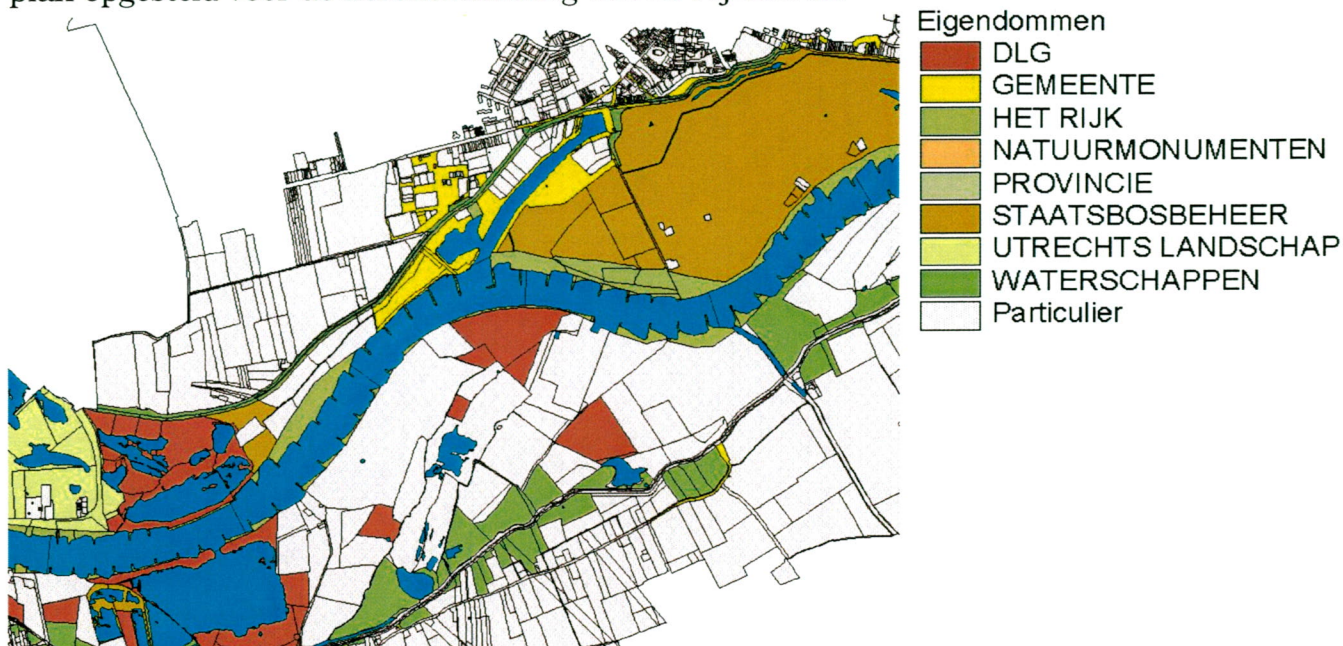 Eigendommen
DLG
GEMEENTE
HET RIJK
NATUURMONUMENTEN
PROVINCIE
STAATSBOSBEHEER
UTRECHTS LANDSCHAP
WATERSCHAPPEN
Particulier